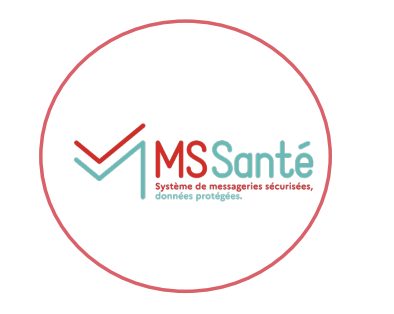 MSSanté
Système de messageries sécurisées,
données protégées.